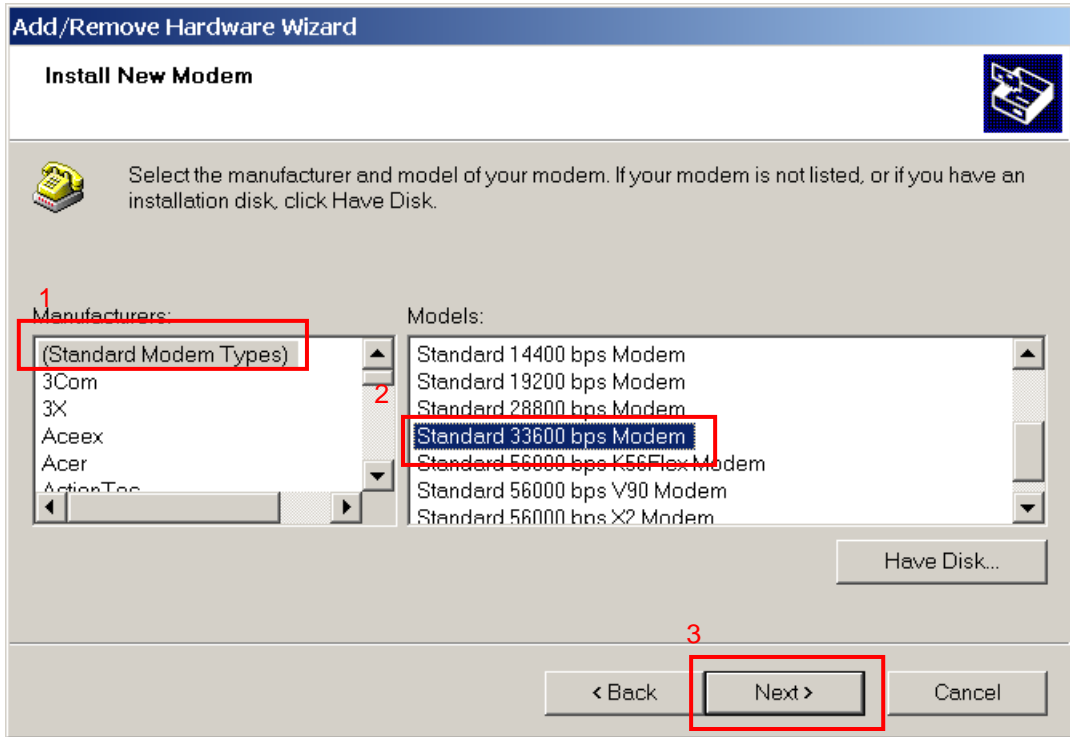 Add/Remove Hardware Wizard
Install New Modem
Select the manufacturer and model of your modem. If your modem is not listed, or if you have an
installation disk, click Have Disk.
1
Manufacturers:
Models:
(Standard Modem Types)
3Com
3X
Aceex
Acer
ActionTec
2
Standard 14400 bps Modem
Standard 19200 bps Modem
Standard 28800 bps Modem
Standard 33600 bps Modem
Standard 56000 bps K56Flex Modem
Standard 56000 bps V90 Modem
Standard 56000 bps X2 Modem
Have Disk...
3
< Back
Next >
Cancel